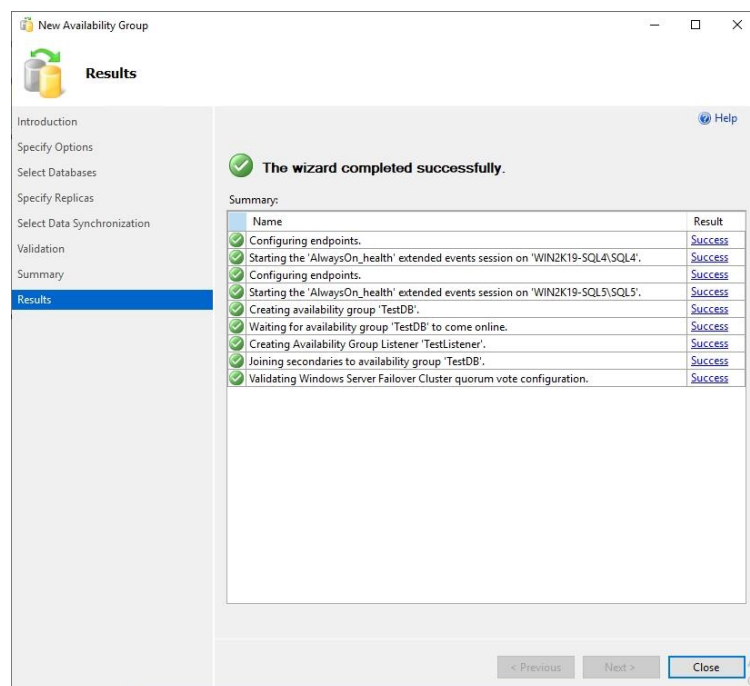 New Availability Group
Results
Introduction
Specify Options
Select Databases
Specify Replicas
Select Data Synchronization
Validation
Summary
Results
Help
The wizard completed successfully.
Summary:
Name Result
Configuring endpoints. Success
Starting the 'AlwaysOn_health' extended events session on 'WIN2K19-SQL4\SQL4'. Success
Configuring endpoints. Success
Starting the 'AlwaysOn_health' extended events session on 'WIN2K19-SQL5\SQL5'. Success
Creating availability group 'TestDB'. Success
Waiting for availability group 'TestDB' to come online. Success
Creating Availability Group Listener 'TestListener'. Success
Joining secondaries to availability group 'TestDB'. Success
Validating Windows Server Failover Cluster quorum vote configuration. Success
< Previous Next > Close